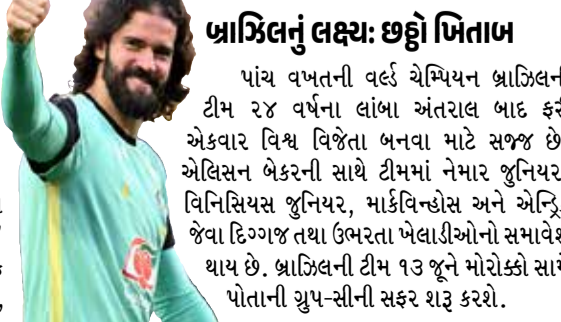 બ્રાઝિલનું લક્ષ્ય: છઠ્ઠો ખિતાબ
પાંચ વખતની વર્લ્ડ ચેમ્પિયન બ્રાઝિલની
ટીમ ૨૪ વર્ષના લાંબા અંતરાલ બાદ ફરી
એકવાર વિશ્વ વિજેતા બનવા માટે સજ્જ છે
એલિસન બેકરની સાથે ટીમમાં નેમાર જુનિયર
વિનિસિયસ જુનિયર, માર્કવિન્હોસ અને એન્ડ્રિ
જેવા દિગ્ગજ તથા ઉભરતા ખેલાડીઓનો સમાવેશ
થાય છે. બ્રાઝિલની ટીમ ૧૩ જૂને મોરોક્કો સામે
પોતાની ગ્રુપ-સીની સફર શરૂ કરશે.